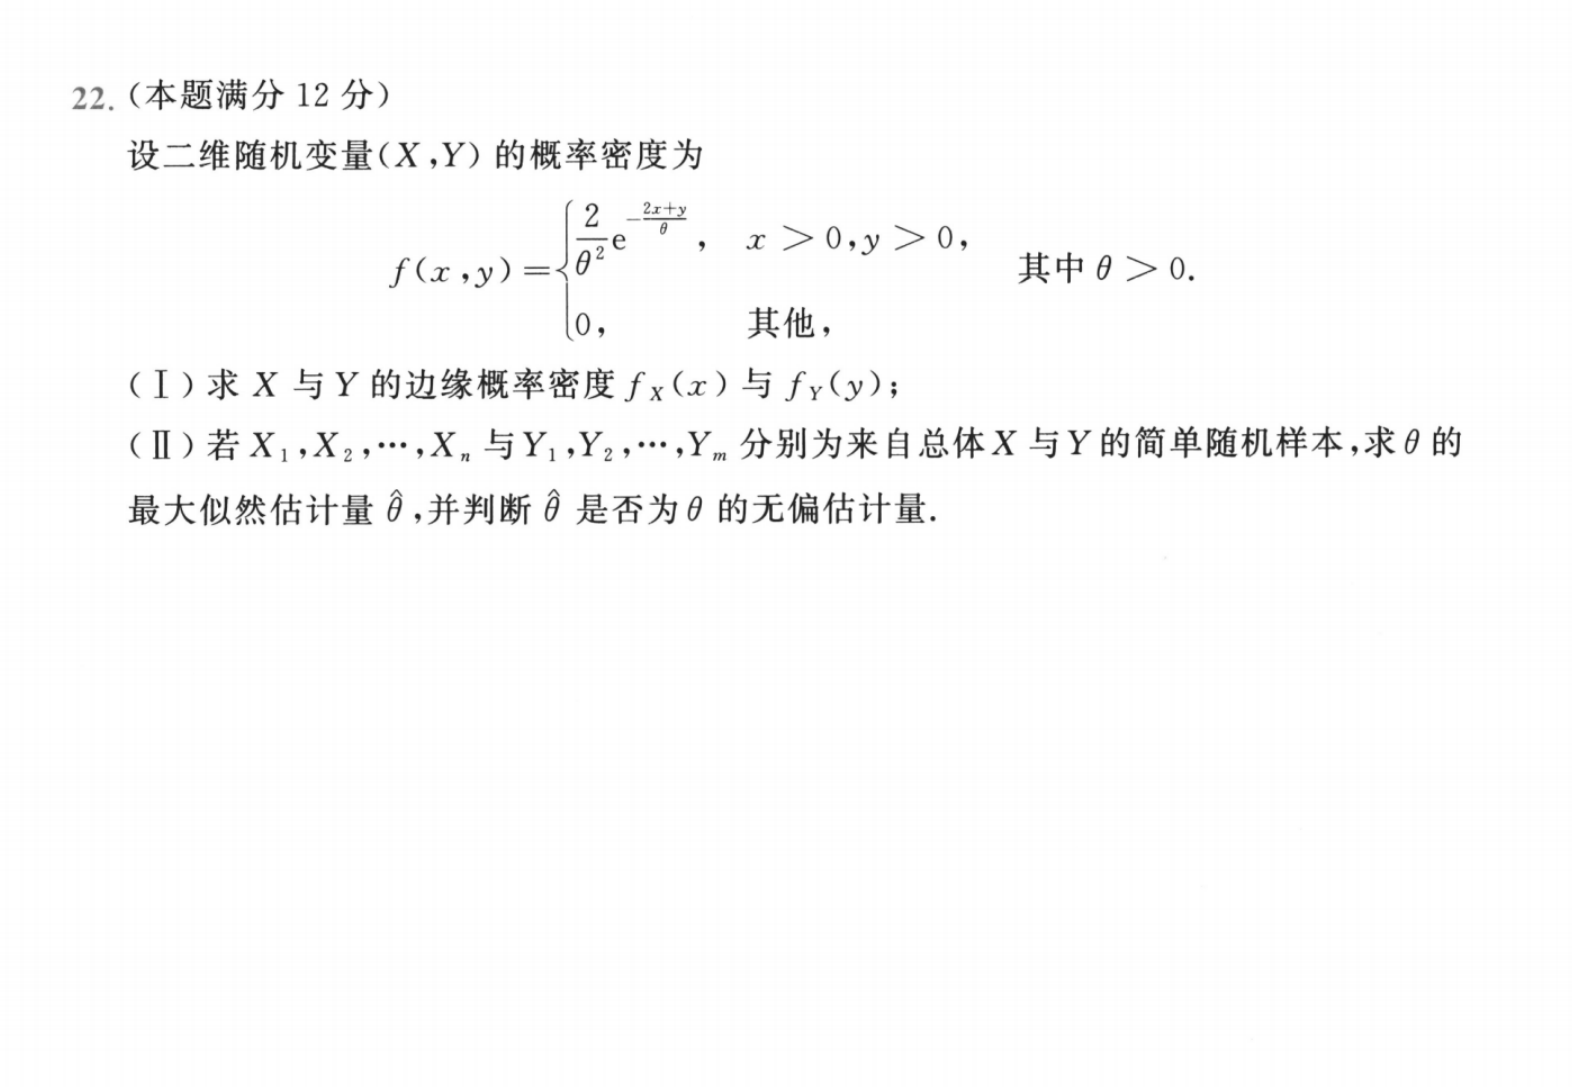 22.(本题满分 12 分)
设二维随机变量(X,Y) 的概率密度为
f(x,y)={2/θ² e^{-(2x+y)/θ}, x>0,y>0, 其中 θ>0.
0, 其他,
(Ⅰ)求 X 与 Y 的边缘概率密度 f_X(x) 与 f_Y(y);
(Ⅱ)若 X₁,X₂,…,Xₙ 与 Y₁,Y₂,…,Yₘ 分别为来自总体 X 与 Y 的简单随机样本,求 θ 的
最大似然估计量 θ̂,并判断 θ̂ 是否为 θ 的无偏估计量.